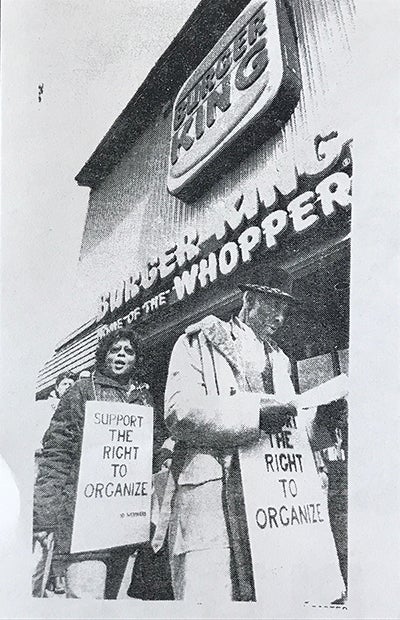 BURGER
KING
BURGER KING
HOME OF THE WHOPPER
SUPPORT
THE
RIGHT
TO
ORGANIZE
THE
RIGHT
TO
ORGANIZE